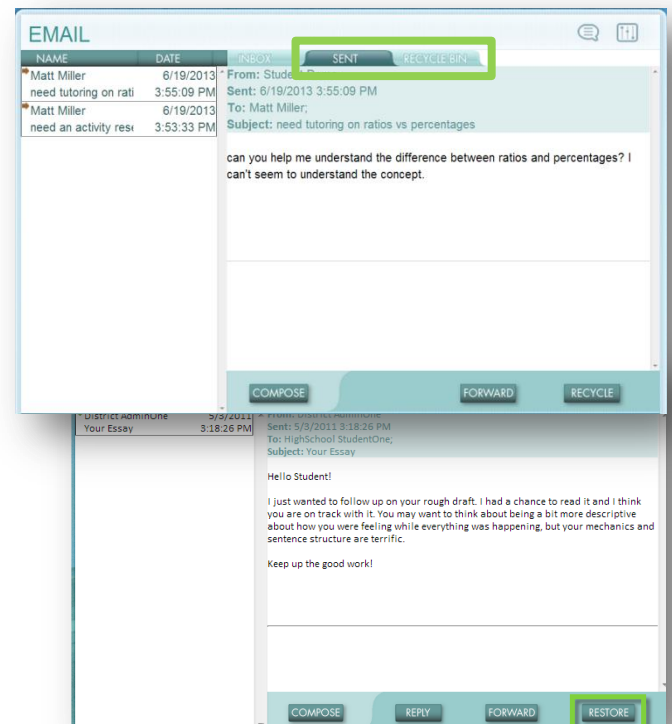 EMAIL
NAME DATE INBOX SENT RECYCLE BIN
Matt Miller 6/19/2013
need tutoring on rati 3:55:09 PM
Matt Miller 6/19/2013
need an activity rese 3:53:33 PM
From: Student
Sent: 6/19/2013 3:55:09 PM
To: Matt Miller;
Subject: need tutoring on ratios vs percentages
can you help me understand the difference between ratios and percentages? I
can't seem to understand the concept.
COMPOSE FORWARD RECYCLE
District AdminOne 5/3/2011
Your Essay 3:18:26 PM
From: District AdminOne
Sent: 5/3/2011 3:18:26 PM
To: HighSchool StudentOne;
Subject: Your Essay
Hello Student!
I just wanted to follow up on your rough draft. I had a chance to read it and I think
you are on track with it. You may want to think about being a bit more descriptive
about how you were feeling while everything was happening, but your mechanics and
sentence structure are terrific.
Keep up the good work!
COMPOSE REPLY FORWARD RESTORE